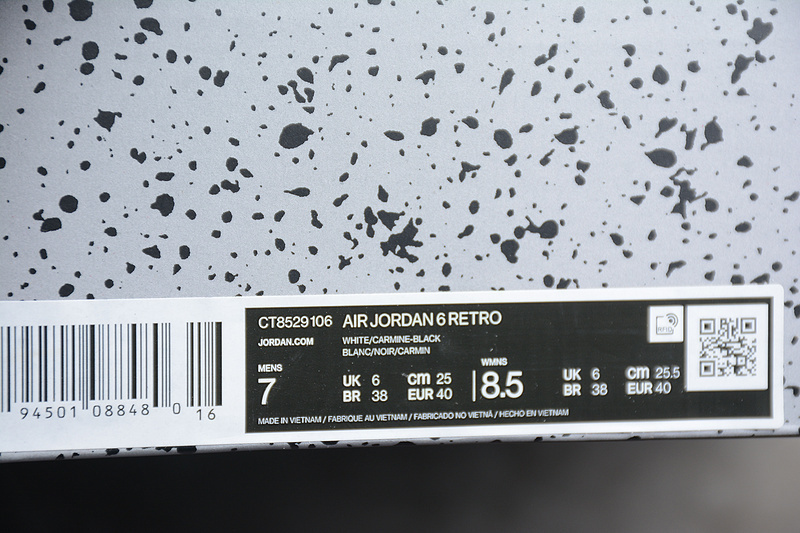 CT8529106 AIR JORDAN 6 RETRO
JORDAN.COM WHITE/CARMINE-BLACK
BLANC/NOIR/CARMIN
RFID
MENS
7
UK 6 cm 25
BR 38 EUR 40
WMNS
8.5
UK 6 cm 25.5
BR 38 EUR 40
MADE IN VIETNAM / FABRIQUE AU VIETNAM / FABRICADO NO VIETNÃ / HECHO EN VIETNAM
94501 08848 0 16